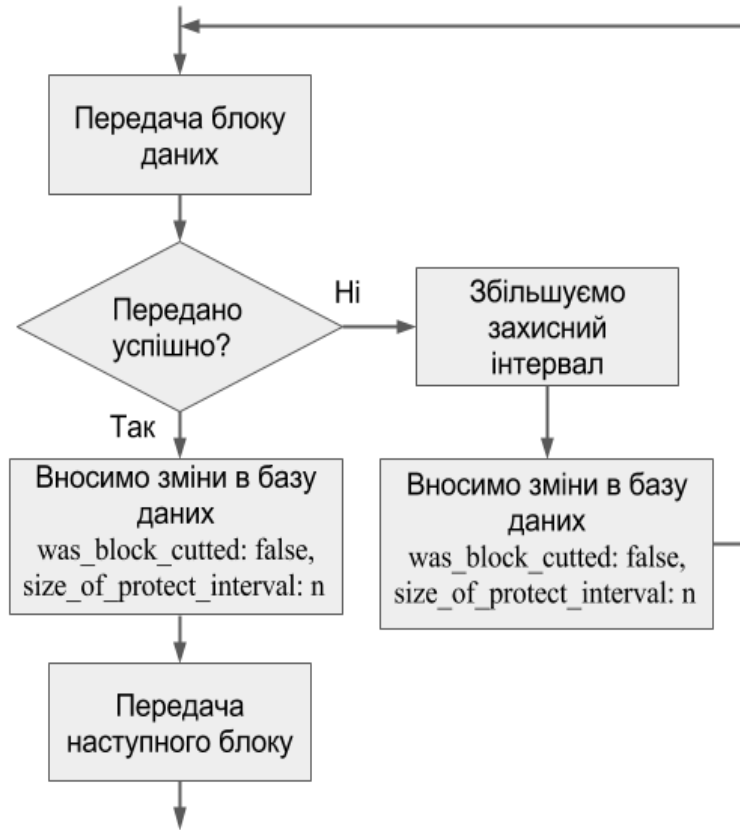 Передача блоку
даних
Передано
успішно?
Ні
Збільшуємо
захисний
інтервал
Так
Вносимо зміни в базу
даних
was_block_cutted: false,
size_of_protect_interval: n
Вносимо зміни в базу
даних
was_block_cutted: false,
size_of_protect_interval: n
Передача
наступного блоку